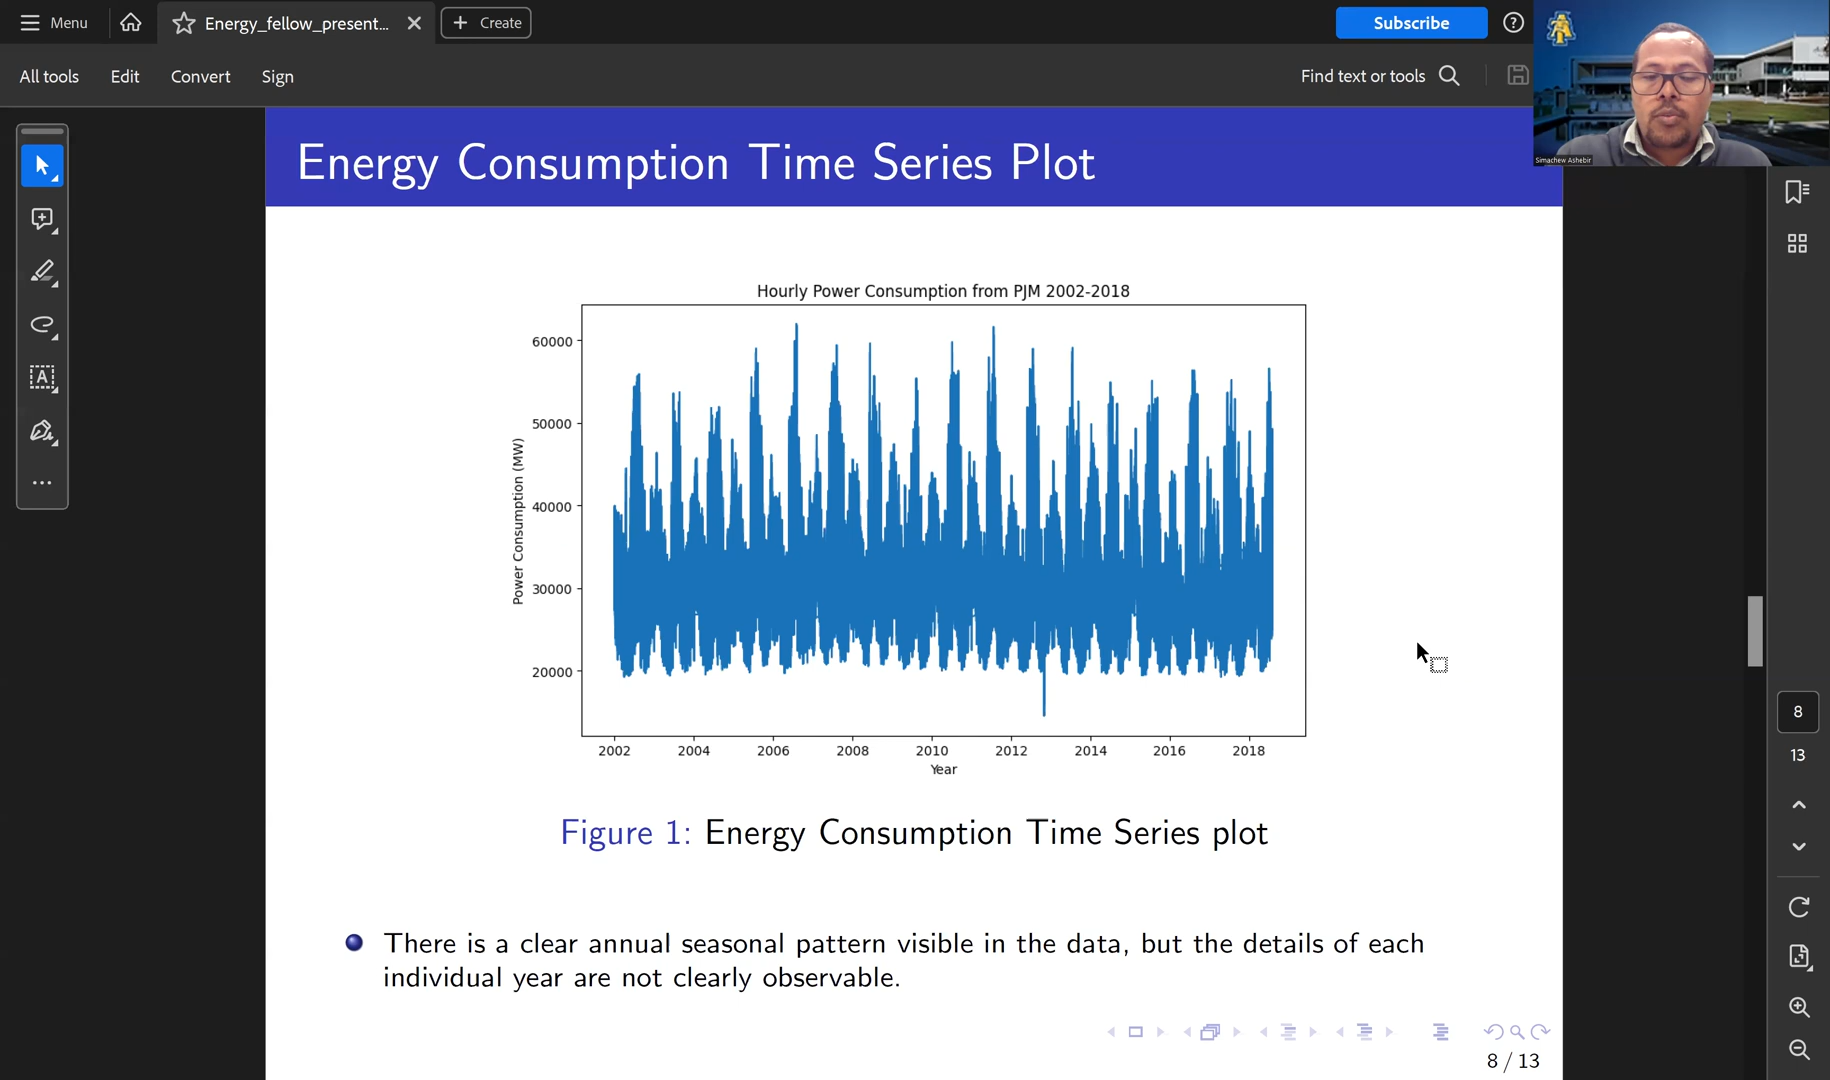 Menu
Energy_fellow_present...
Create
Subscribe
All tools
Edit
Convert
Sign
Find text or tools
Simachew Ashebir
Energy Consumption Time Series Plot
Hourly Power Consumption from PJM 2002-2018
Power Consumption (MW)
60000
50000
40000
30000
20000
2002 2004 2006 2008 2010 2012 2014 2016 2018
Year
Figure 1: Energy Consumption Time Series plot
There is a clear annual seasonal pattern visible in the data, but the details of each
individual year are not clearly observable.
8 / 13
8
13